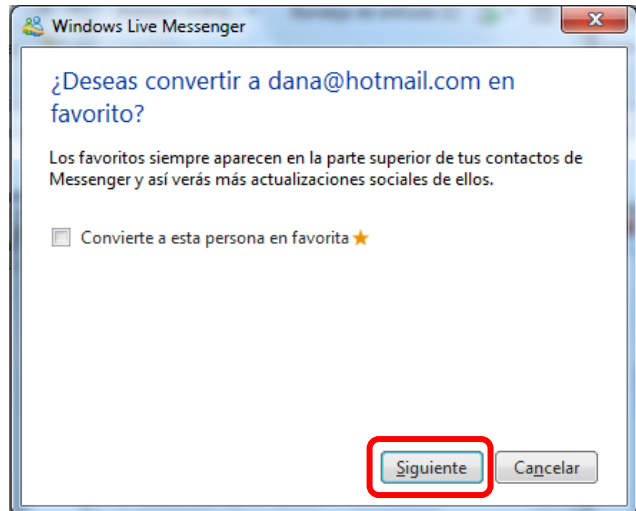 Windows Live Messenger
¿Deseas convertir a dana@hotmail.com en
favorito?
Los favoritos siempre aparecen en la parte superior de tus contactos de
Messenger y así verás más actualizaciones sociales de ellos.
Convierte a esta persona en favorita
Siguiente Cancelar